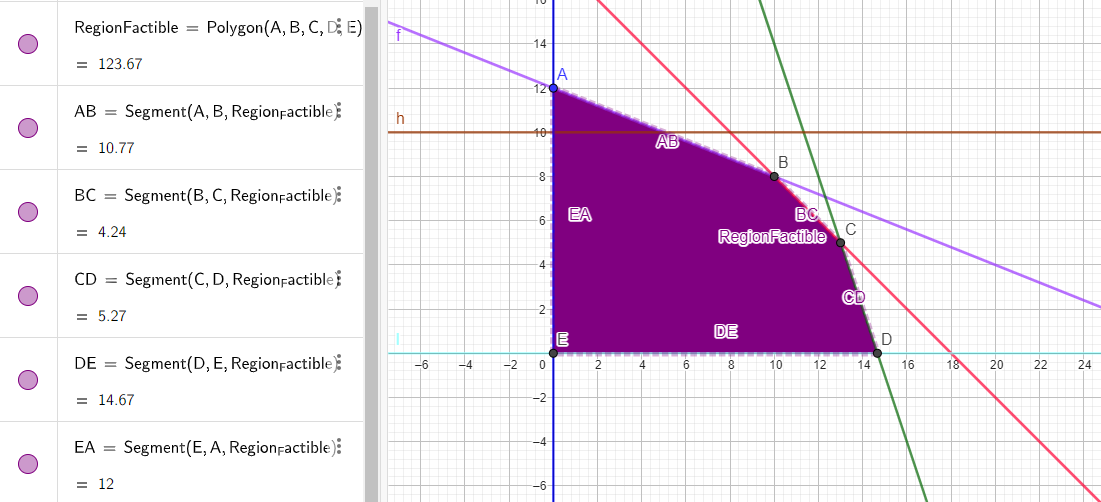 RegionFactible = Polygon(A, B, C, D, E)
= 123.67
AB = Segment(A, B, RegionFactible)
= 10.77
BC = Segment(B, C, RegionFactible)
= 4.24
CD = Segment(C, D, RegionFactible)
= 5.27
DE = Segment(D, E, RegionFactible)
= 14.67
EA = Segment(E, A, RegionFactible)
= 12
16
f
14
A
12
h
10
AB
B
8
EA
BC
6
RegionFactible
C
4
CD
2
DE
i
E
D
−6 −4 −2 0 2 4 6 8 10 12 14 16 18 20 22 24
−2
−4
−6